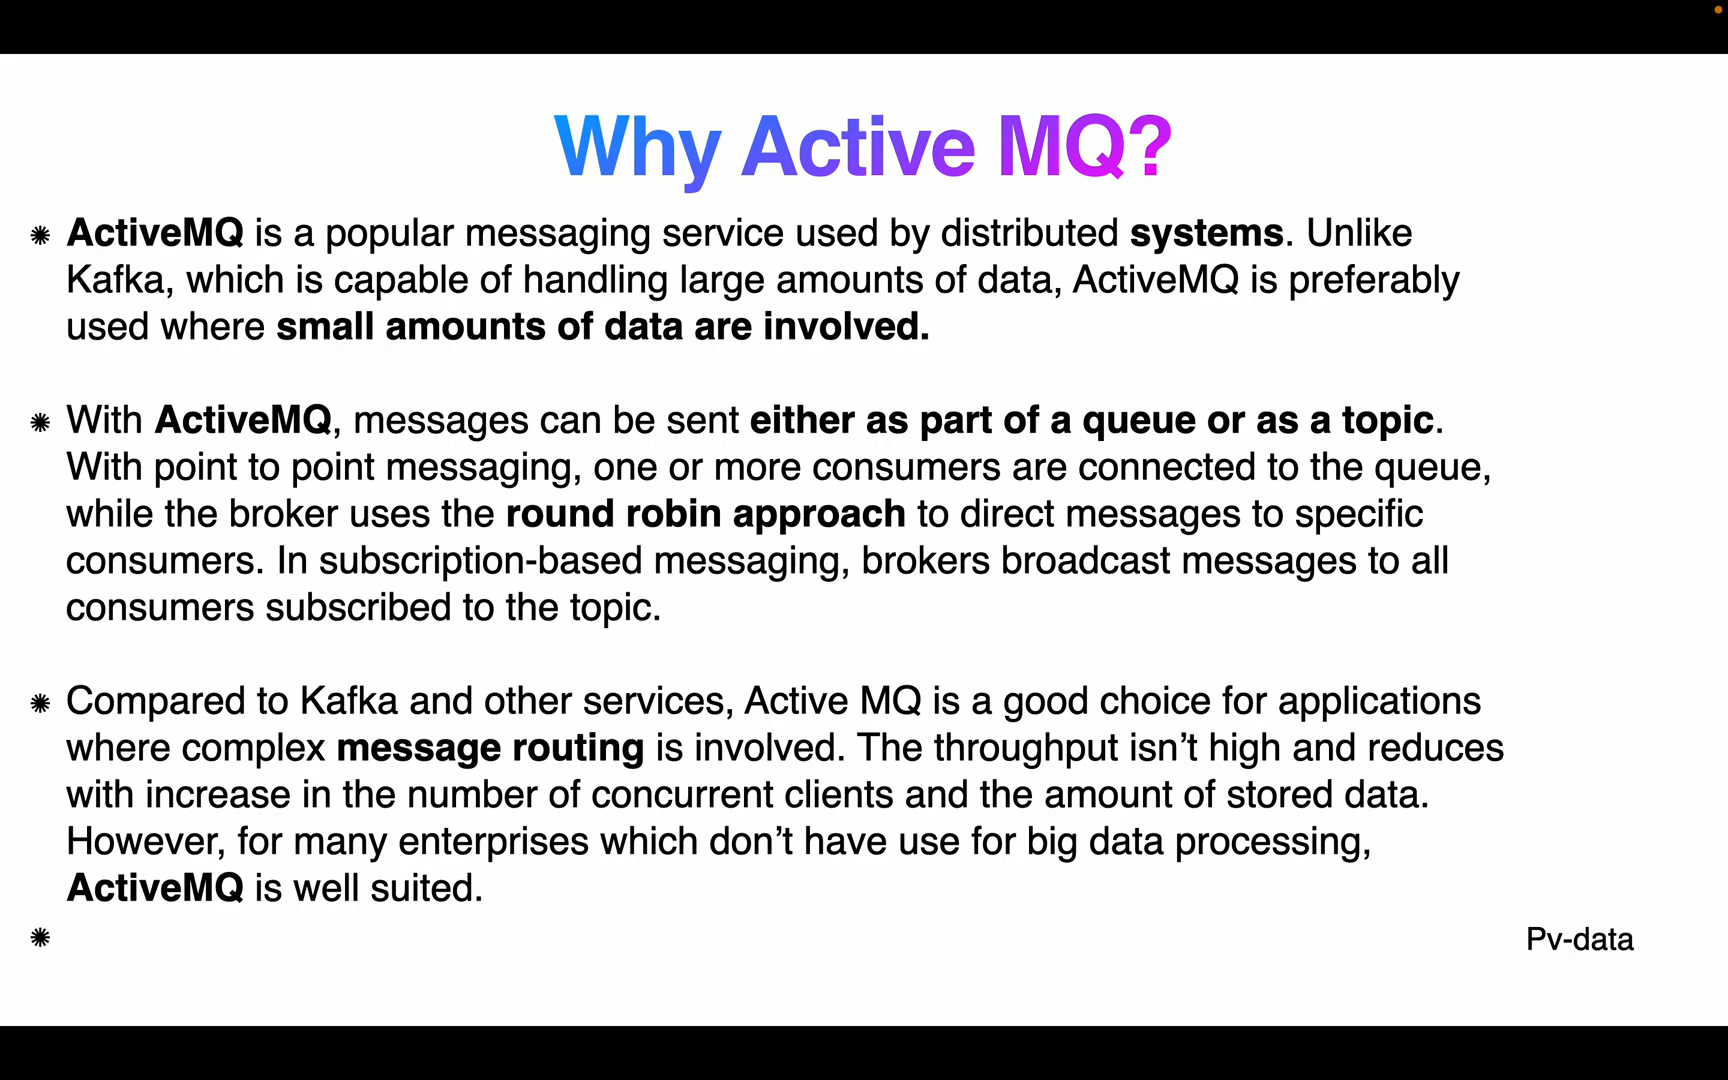 Why Active MQ?
ActiveMQ is a popular messaging service used by distributed systems. Unlike
Kafka, which is capable of handling large amounts of data, ActiveMQ is preferably
used where small amounts of data are involved.
With ActiveMQ, messages can be sent either as part of a queue or as a topic.
With point to point messaging, one or more consumers are connected to the queue,
while the broker uses the round robin approach to direct messages to specific
consumers. In subscription-based messaging, brokers broadcast messages to all
consumers subscribed to the topic.
Compared to Kafka and other services, Active MQ is a good choice for applications
where complex message routing is involved. The throughput isn’t high and reduces
with increase in the number of concurrent clients and the amount of stored data.
However, for many enterprises which don’t have use for big data processing,
ActiveMQ is well suited.
Pv-data